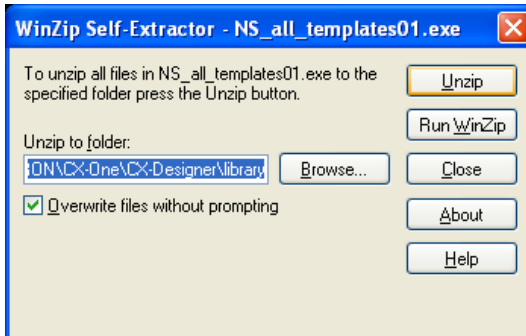 WinZip Self-Extractor - NS_all_templates01.exe
To unzip all files in NS_all_templates01.exe to the
specified folder press the Unzip button.
Unzip
Run WinZip
Unzip to folder:
:ON\CX-One\CX-Designer\library
Browse...
Close
Overwrite files without prompting
About
Help